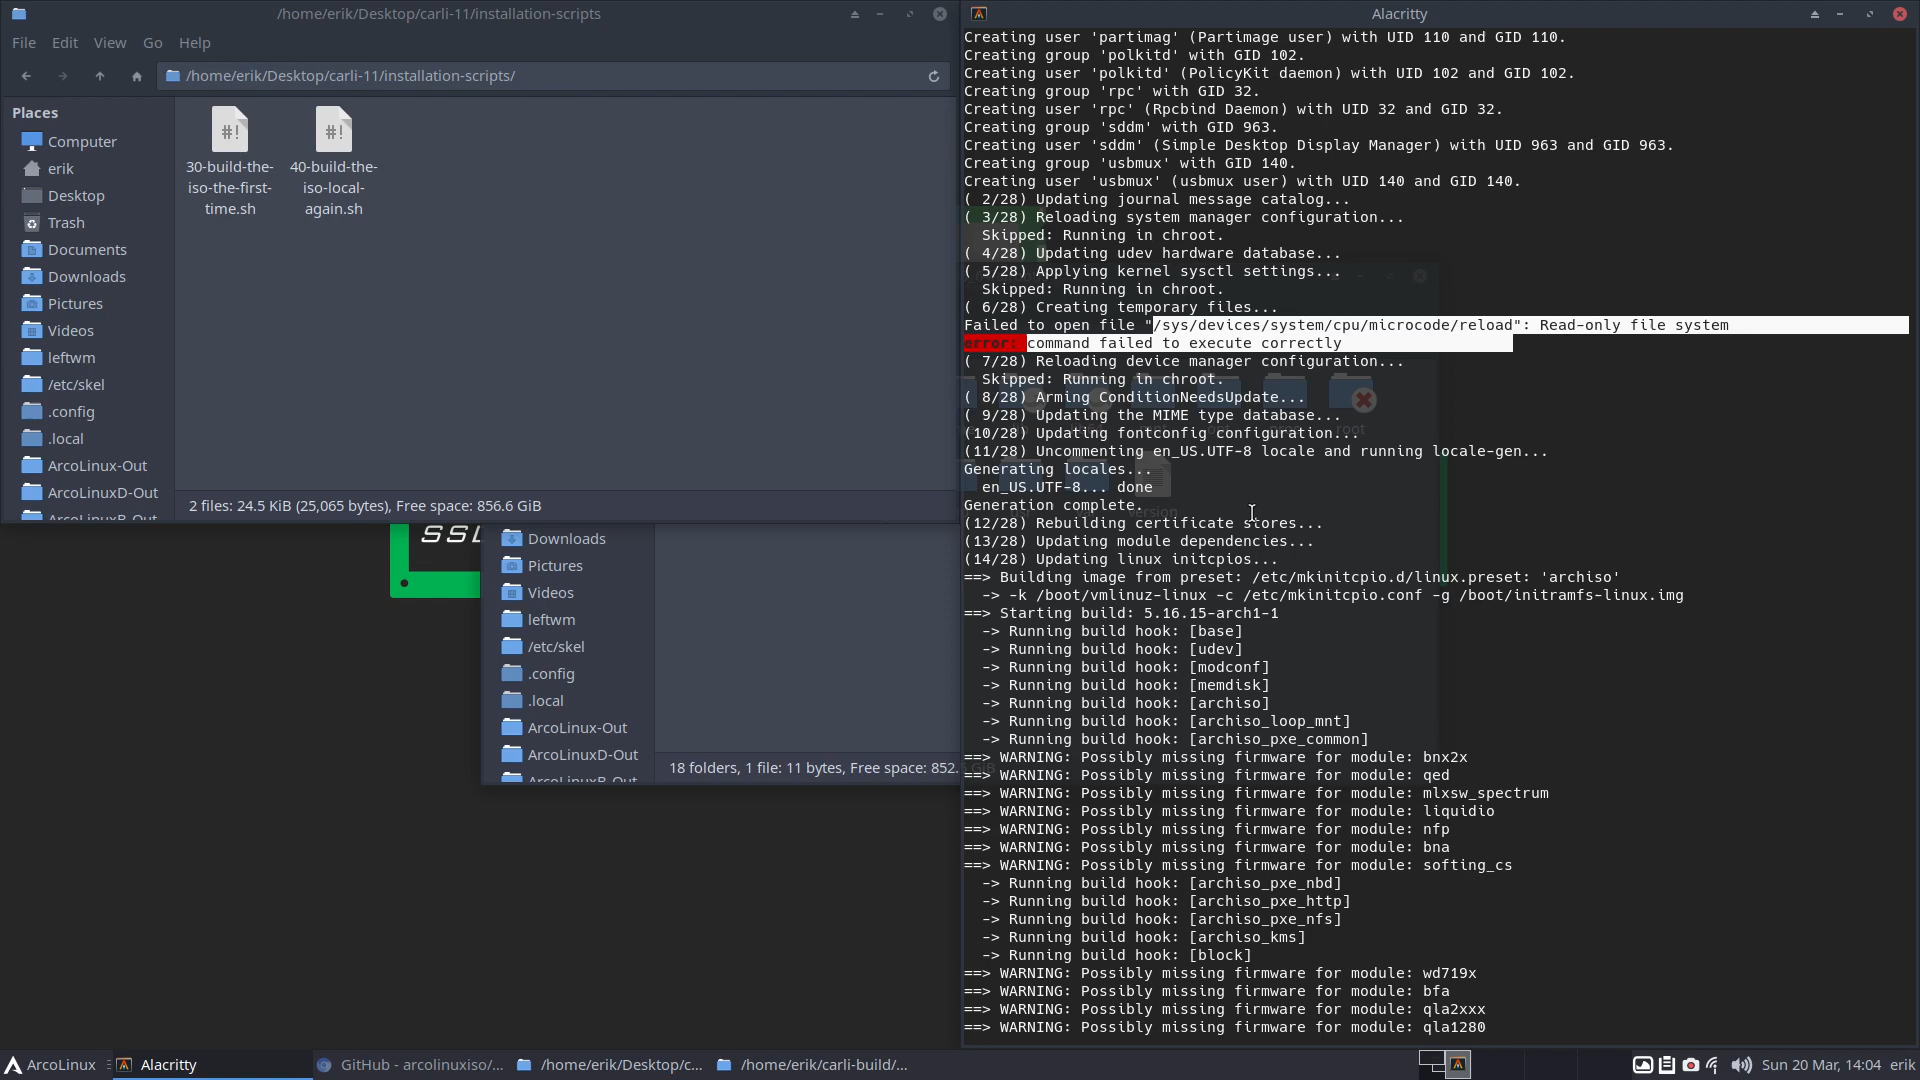 /home/erik/Desktop/carli-11/installation-scripts
File Edit View Go Help
/home/erik/Desktop/carli-11/installation-scripts/
Places
Computer
erik
Desktop
Trash
Documents
Downloads
Pictures
Videos
leftwm
/etc/skel
.config
.local
ArcoLinux-Out
ArcoLinuxD-Out
ArcoLinuxB-Out
#!
30-build-the-
iso-the-first-
time.sh
#!
40-build-the-
iso-local-
again.sh
2 files: 24.5 KiB (25,065 bytes), Free space: 856.6 GiB
Downloads
Pictures
Videos
leftwm
/etc/skel
.config
.local
ArcoLinux-Out
ArcoLinuxD-Out
ArcoLinuxB-Out
18 folders, 1 file: 11 bytes, Free space: 852.
Alacritty
Creating user 'partimag' (Partimage user) with UID 110 and GID 110.
Creating group 'polkitd' with GID 102.
Creating user 'polkitd' (PolicyKit daemon) with UID 102 and GID 102.
Creating group 'rpc' with GID 32.
Creating user 'rpc' (Rpcbind Daemon) with UID 32 and GID 32.
Creating group 'sddm' with GID 963.
Creating user 'sddm' (Simple Desktop Display Manager) with UID 963 and GID 963.
Creating group 'usbmux' with GID 140.
Creating user 'usbmux' (usbmux user) with UID 140 and GID 140.
( 2/28) Updating journal message catalog...
( 3/28) Reloading system manager configuration...
Skipped: Running in chroot.
( 4/28) Updating udev hardware database...
( 5/28) Applying kernel sysctl settings...
Skipped: Running in chroot.
( 6/28) Creating temporary files...
Failed to open file "/sys/devices/system/cpu/microcode/reload": Read-only file system
error: command failed to execute correctly
( 7/28) Reloading device manager configuration...
Skipped: Running in chroot.
( 8/28) Arming ConditionNeedsUpdate...
( 9/28) Updating the MIME type database...
(10/28) Updating fontconfig configuration...
(11/28) Uncommenting en_US.UTF-8 locale and running locale-gen...
Generating locales...
en_US.UTF-8... done
Generation complete.
(12/28) Rebuilding certificate stores...
(13/28) Updating module dependencies...
(14/28) Updating linux initcpios...
==> Building image from preset: /etc/mkinitcpio.d/linux.preset: 'archiso'
-> -k /boot/vmlinuz-linux -c /etc/mkinitcpio.conf -g /boot/initramfs-linux.img
==> Starting build: 5.16.15-arch1-1
-> Running build hook: [base]
-> Running build hook: [udev]
-> Running build hook: [modconf]
-> Running build hook: [memdisk]
-> Running build hook: [archiso]
-> Running build hook: [archiso_loop_mnt]
-> Running build hook: [archiso_pxe_common]
==> WARNING: Possibly missing firmware for module: bnx2x
==> WARNING: Possibly missing firmware for module: qed
==> WARNING: Possibly missing firmware for module: mlxsw_spectrum
==> WARNING: Possibly missing firmware for module: liquidio
==> WARNING: Possibly missing firmware for module: nfp
==> WARNING: Possibly missing firmware for module: bna
==> WARNING: Possibly missing firmware for module: softing_cs
-> Running build hook: [archiso_pxe_nbd]
-> Running build hook: [archiso_pxe_http]
-> Running build hook: [archiso_pxe_nfs]
-> Running build hook: [archiso_kms]
-> Running build hook: [block]
==> WARNING: Possibly missing firmware for module: wd719x
==> WARNING: Possibly missing firmware for module: bfa
==> WARNING: Possibly missing firmware for module: qla2xxx
==> WARNING: Possibly missing firmware for module: qla1280
root
version
ArcoLinux
Alacritty
GitHub - arcolinuxiso/...
/home/erik/Desktop/c...
/home/erik/carli-build/...
Sun 20 Mar, 14:04 erik